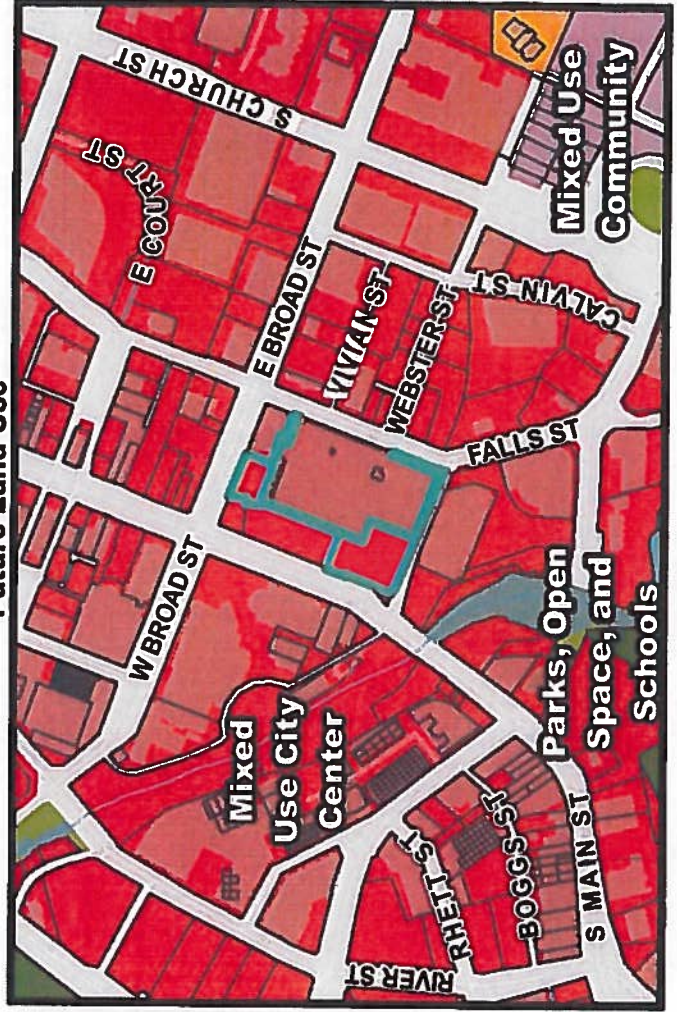 S CHURCH ST
E COURT ST
E BROAD ST
VIVIAN ST
WEBSTER ST
CALVIN ST
Mixed Use
Community
FALLS ST
W BROAD ST
Mixed
Use City
Center
Parks, Open
Space, and
Schools
RHETT ST
BOGGS ST
S MAIN ST
RIVER ST